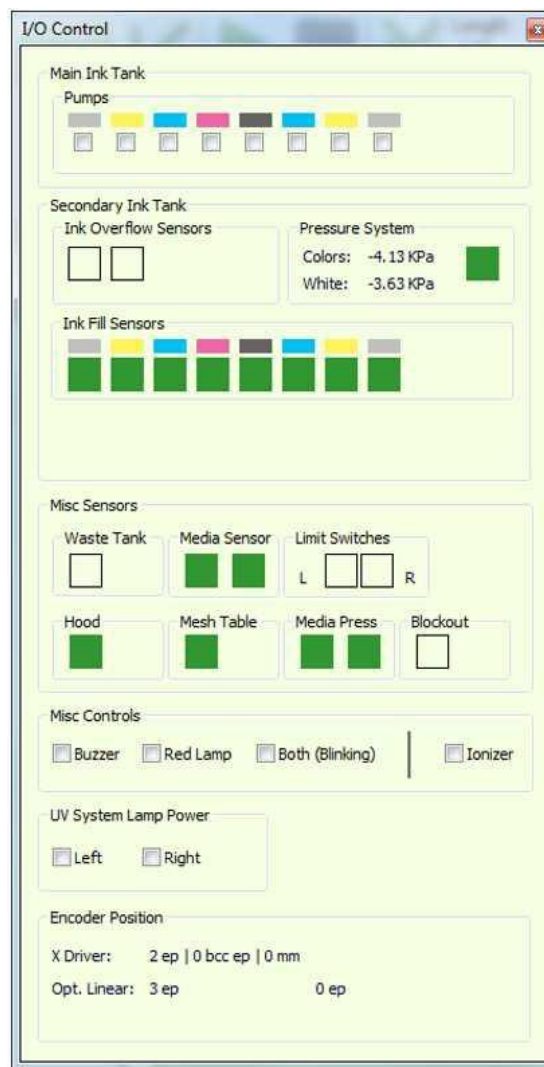 I/O Control
Main Ink Tank
Pumps
Secondary Ink Tank
Ink Overflow Sensors
Pressure System
Colors: -4.13 KPa
White: -3.63 KPa
Ink Fill Sensors
Misc Sensors
Waste Tank Media Sensor Limit Switches
L R
Hood Mesh Table Media Press Blockout
Misc Controls
Buzzer Red Lamp Both (Blinking) Ionizer
UV System Lamp Power
Left Right
Encoder Position
X Driver: 2 ep | 0 bcc ep | 0 mm
Opt. Linear: 3 ep 0 ep